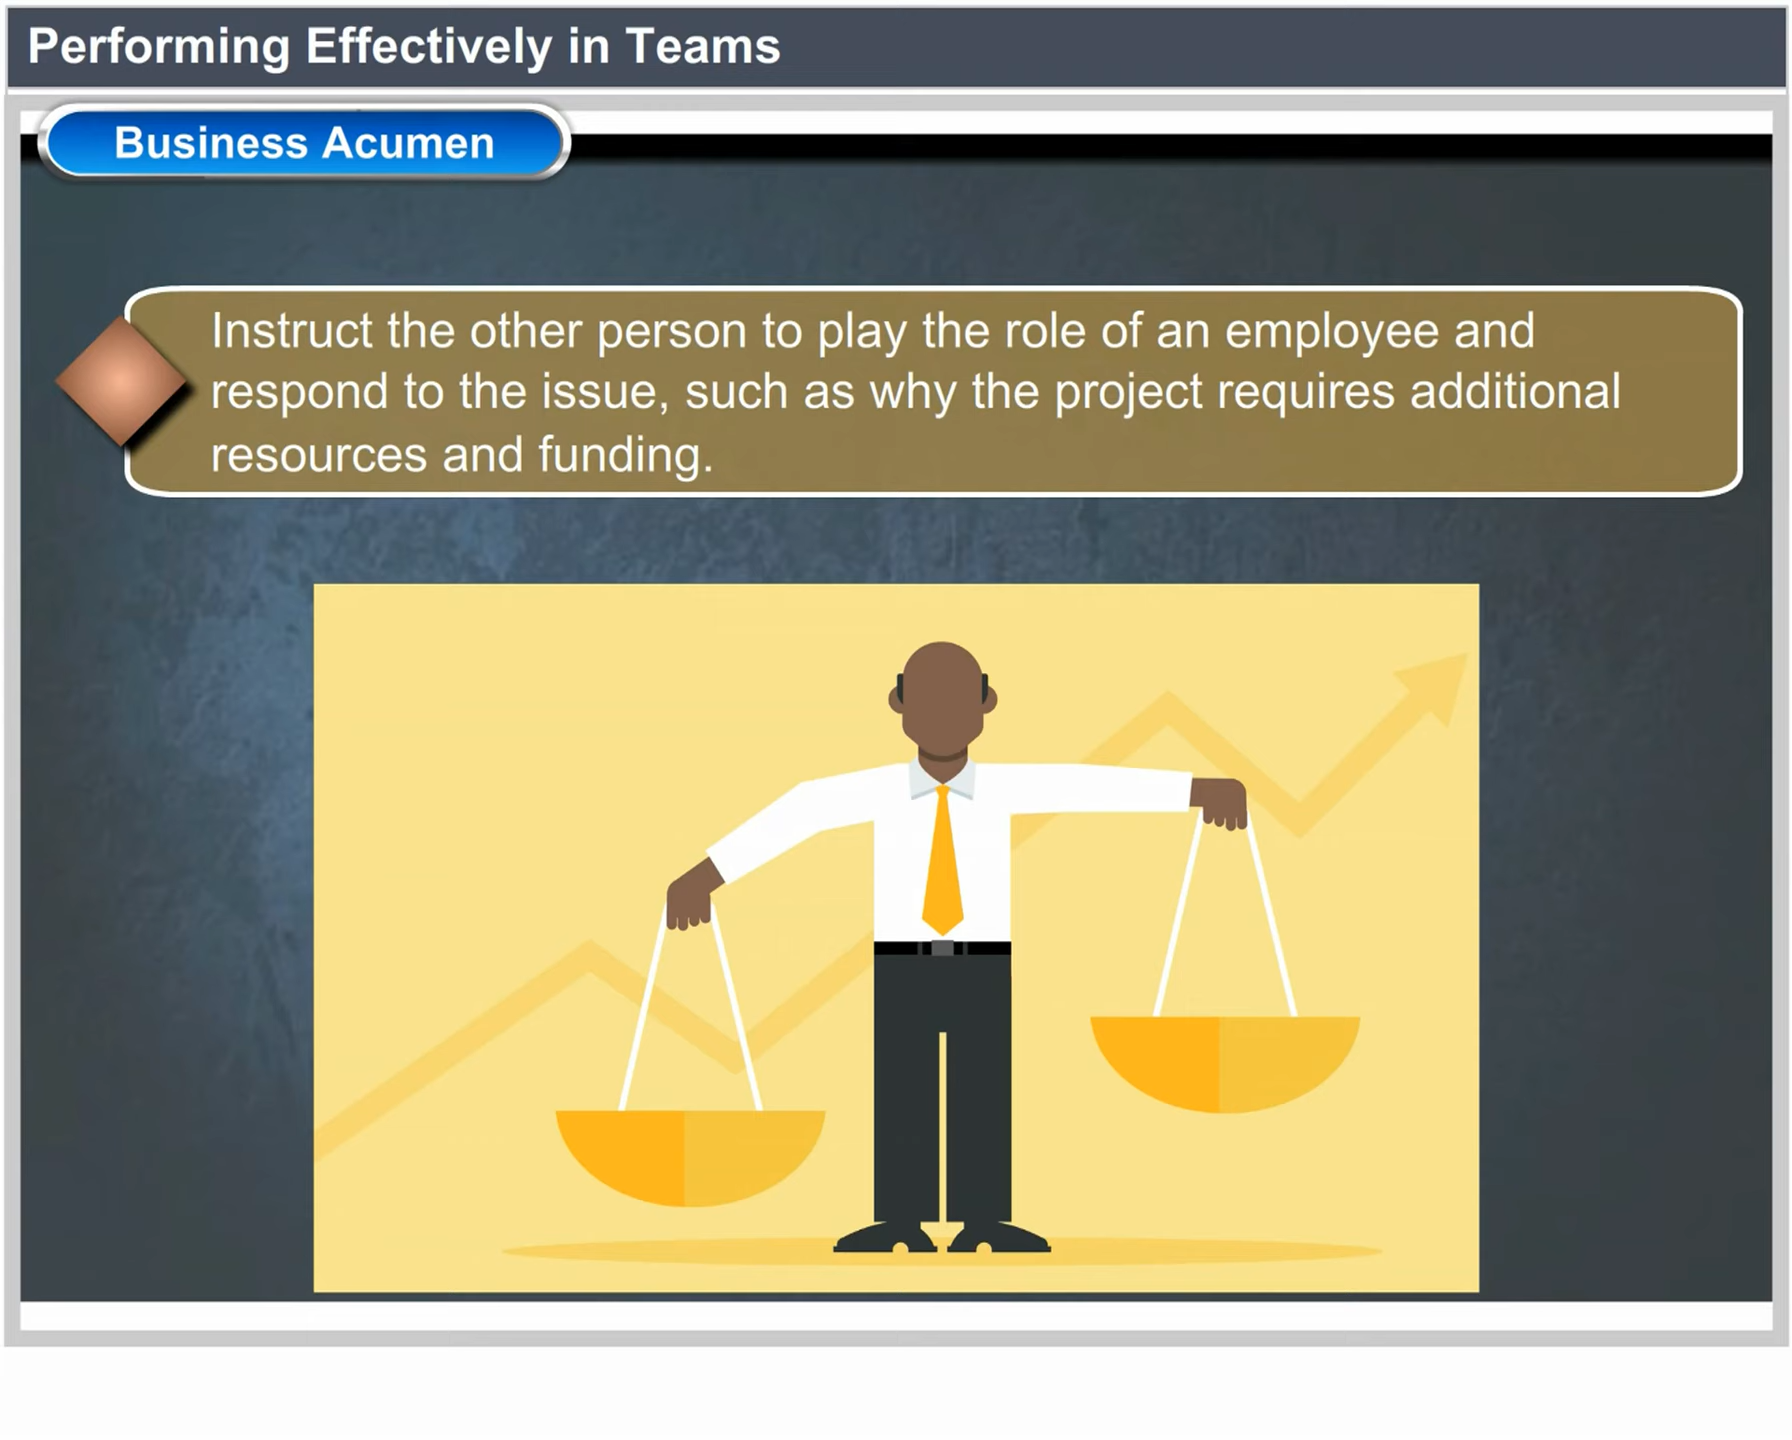 Performing Effectively in Teams
Business Acumen
Instruct the other person to play the role of an employee and
respond to the issue, such as why the project requires additional
resources and funding.